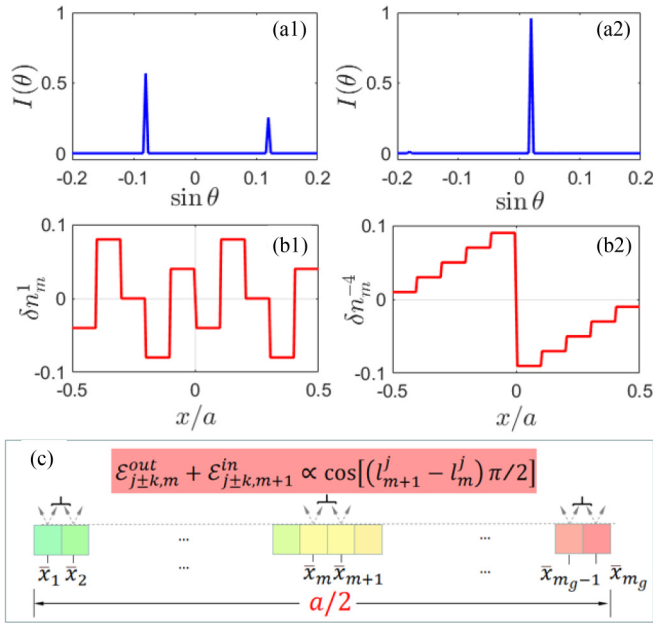 (a1)
I(θ)
1
0.5
0
-0.2 -0.1 0 0.1 0.2
sin θ
(a2)
I(θ)
1
0.5
0
-0.2 -0.1 0 0.1 0.2
sin θ
(b1)
δn_m^1
0.1
0
-0.1
-0.5 0 0.5
x/a
(b2)
δn_m^{-4}
0.1
0
-0.1
-0.5 0 0.5
x/a
(c)
ℰ_{j±k,m}^{out} + ℰ_{j±k,m+1}^{in} ∝ cos[(l_{m+1}^j − l_m^j) π/2]
... ...
x̄_1 x̄_2 ... x̄_m x̄_{m+1} ... x̄_{m_g−1} x̄_{m_g}
a/2